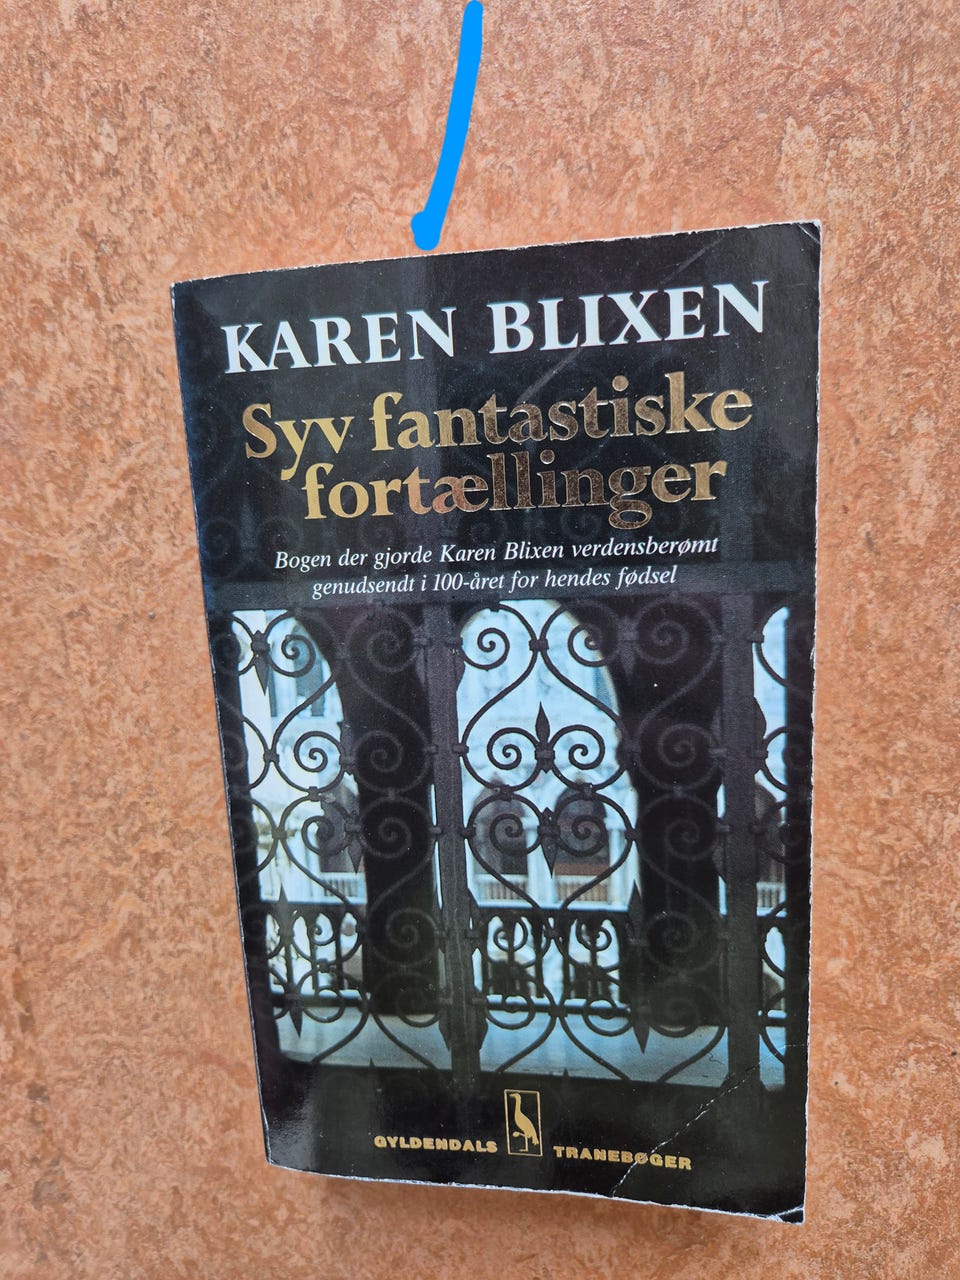 KAREN BLIXEN
Syv fantastiske
fortællinger
Bogen der gjorde Karen Blixen verdensberømt
genudsendt i 100-året for hendes fødsel
GYLDENDALS TRANEBØGER